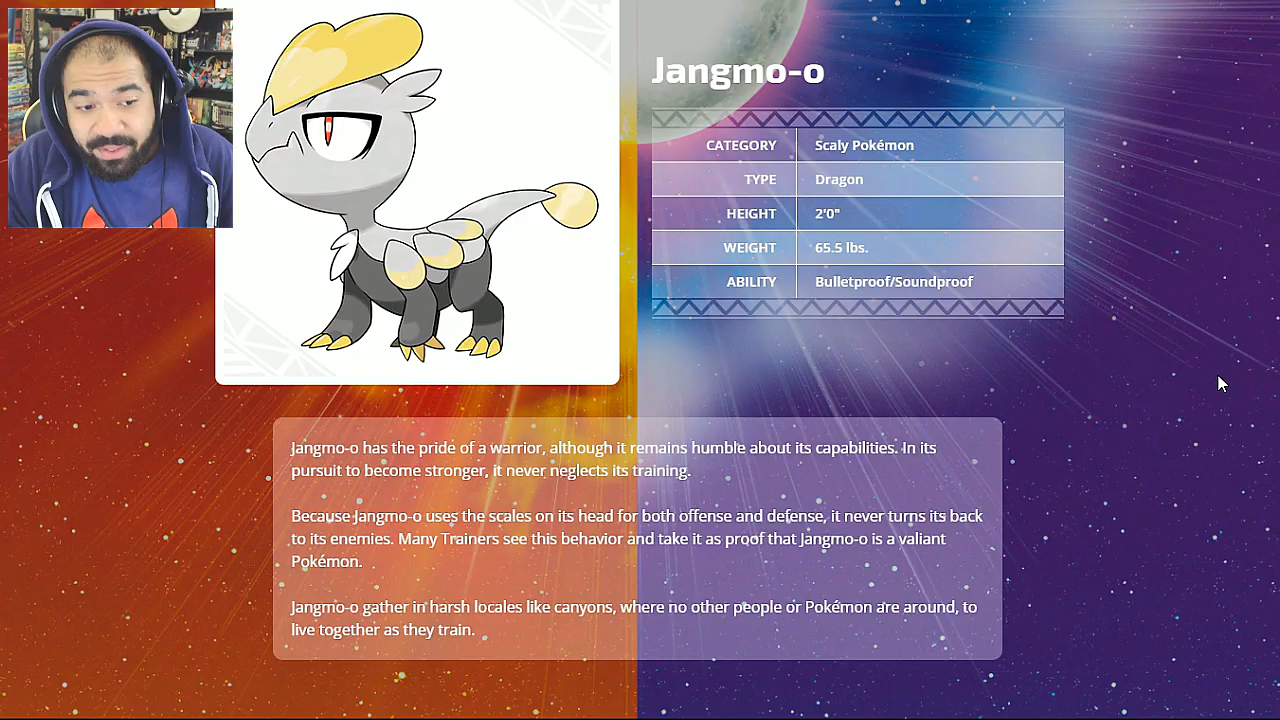 Jangmo-o
CATEGORY Scaly Pokémon
TYPE Dragon
HEIGHT 2'0"
WEIGHT 65.5 lbs.
ABILITY Bulletproof/Soundproof
Jangmo-o has the pride of a warrior, although it remains humble about its capabilities. In its
pursuit to become stronger, it never neglects its training.
Because Jangmo-o uses the scales on its head for both offense and defense, it never turns its back
to its enemies. Many Trainers see this behavior and take it as proof that Jangmo-o is a valiant
Pokémon.
Jangmo-o gather in harsh locales like canyons, where no other people or Pokémon are around, to
live together as they train.